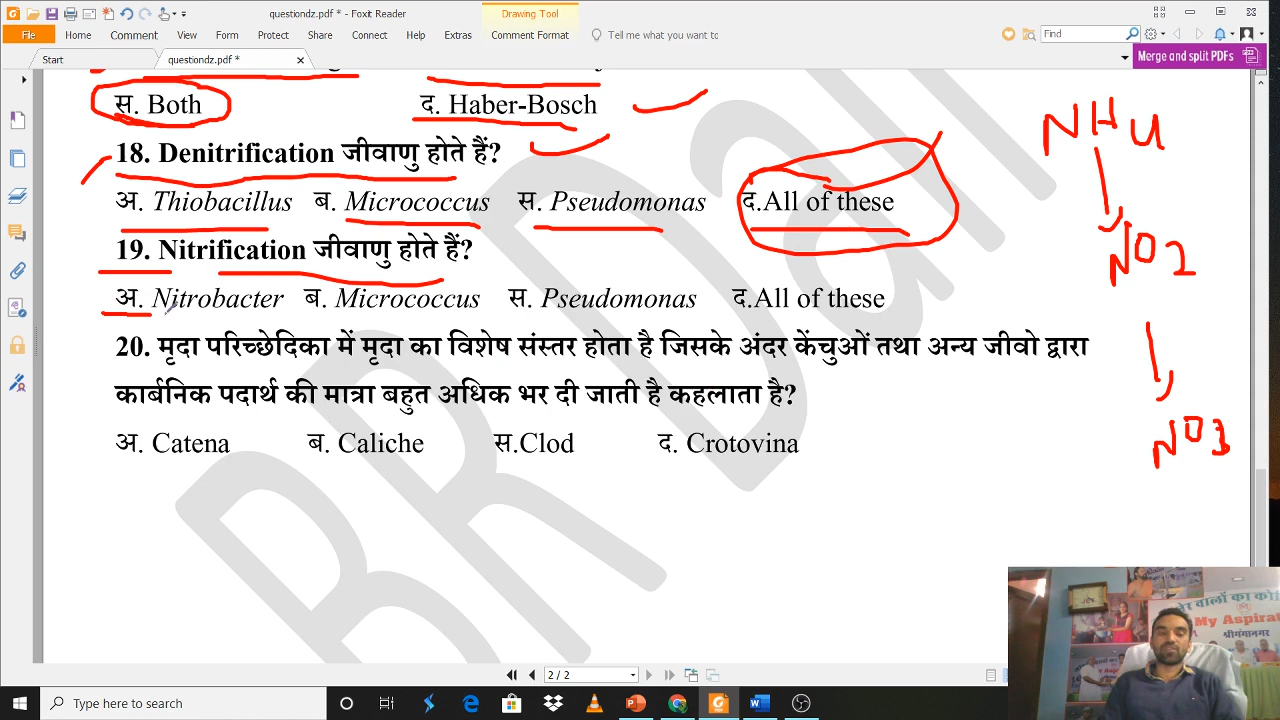 questiondz.pdf * - Foxit Reader
Drawing Tool
File Home Comment View Form Protect Share Connect Help Extras Comment Format Tell me what you want to Find
Start questiondz.pdf * Merge and split PDFs
स. Both द. Haber-Bosch
18. Denitrification जीवाणु होते हैं?
अ. Thiobacillus ब. Micrococcus स. Pseudomonas द.All of these
19. Nitrification जीवाणु होते हैं?
अ. Nitrobacter ब. Micrococcus स. Pseudomonas द.All of these
20. मृदा परिच्छेदिका में मृदा का विशेष संस्तर होता है जिसके अंदर केंचुओं तथा अन्य जीवो द्वारा
कार्बनिक पदार्थ की मात्रा बहुत अधिक भर दी जाती है कहलाता है?
अ. Catena ब. Caliche स.Clod द. Crotovina
NH4
NO2
NO3
My Aspirat
श्रीगंगानगर
2 / 2
Type here to search